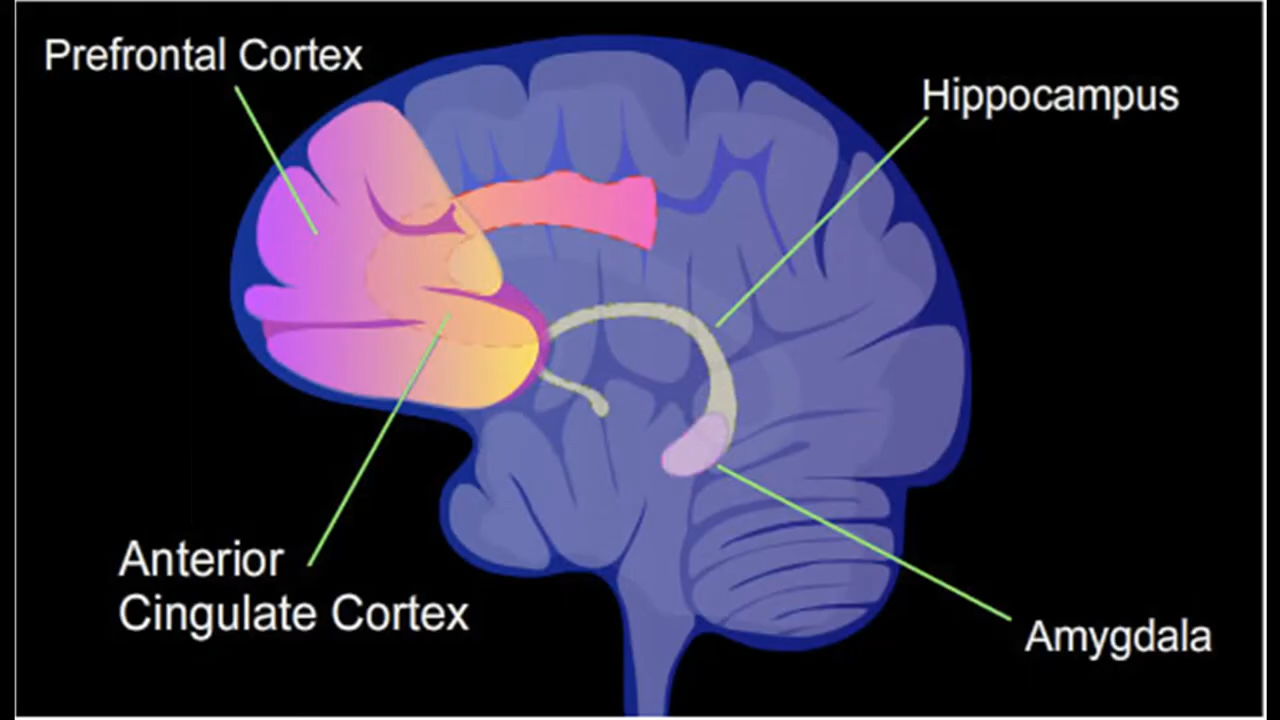 Prefrontal Cortex
Hippocampus
Anterior
Cingulate Cortex
Amygdala